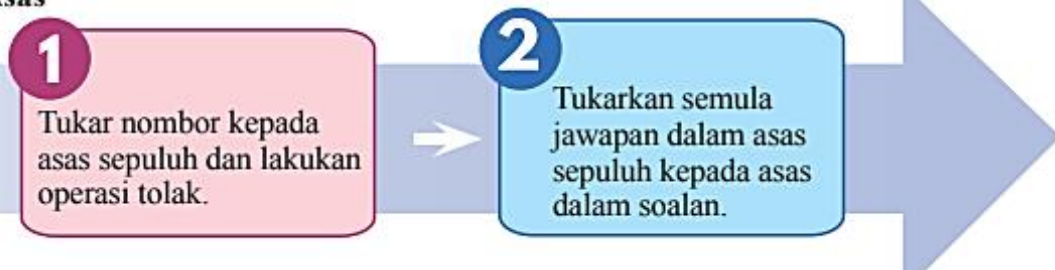 1
Tukar nombor kepada
asas sepuluh dan lakukan
operasi tolak.
2
Tukarkan semula
jawapan dalam asas
sepuluh kepada asas
dalam soalan.